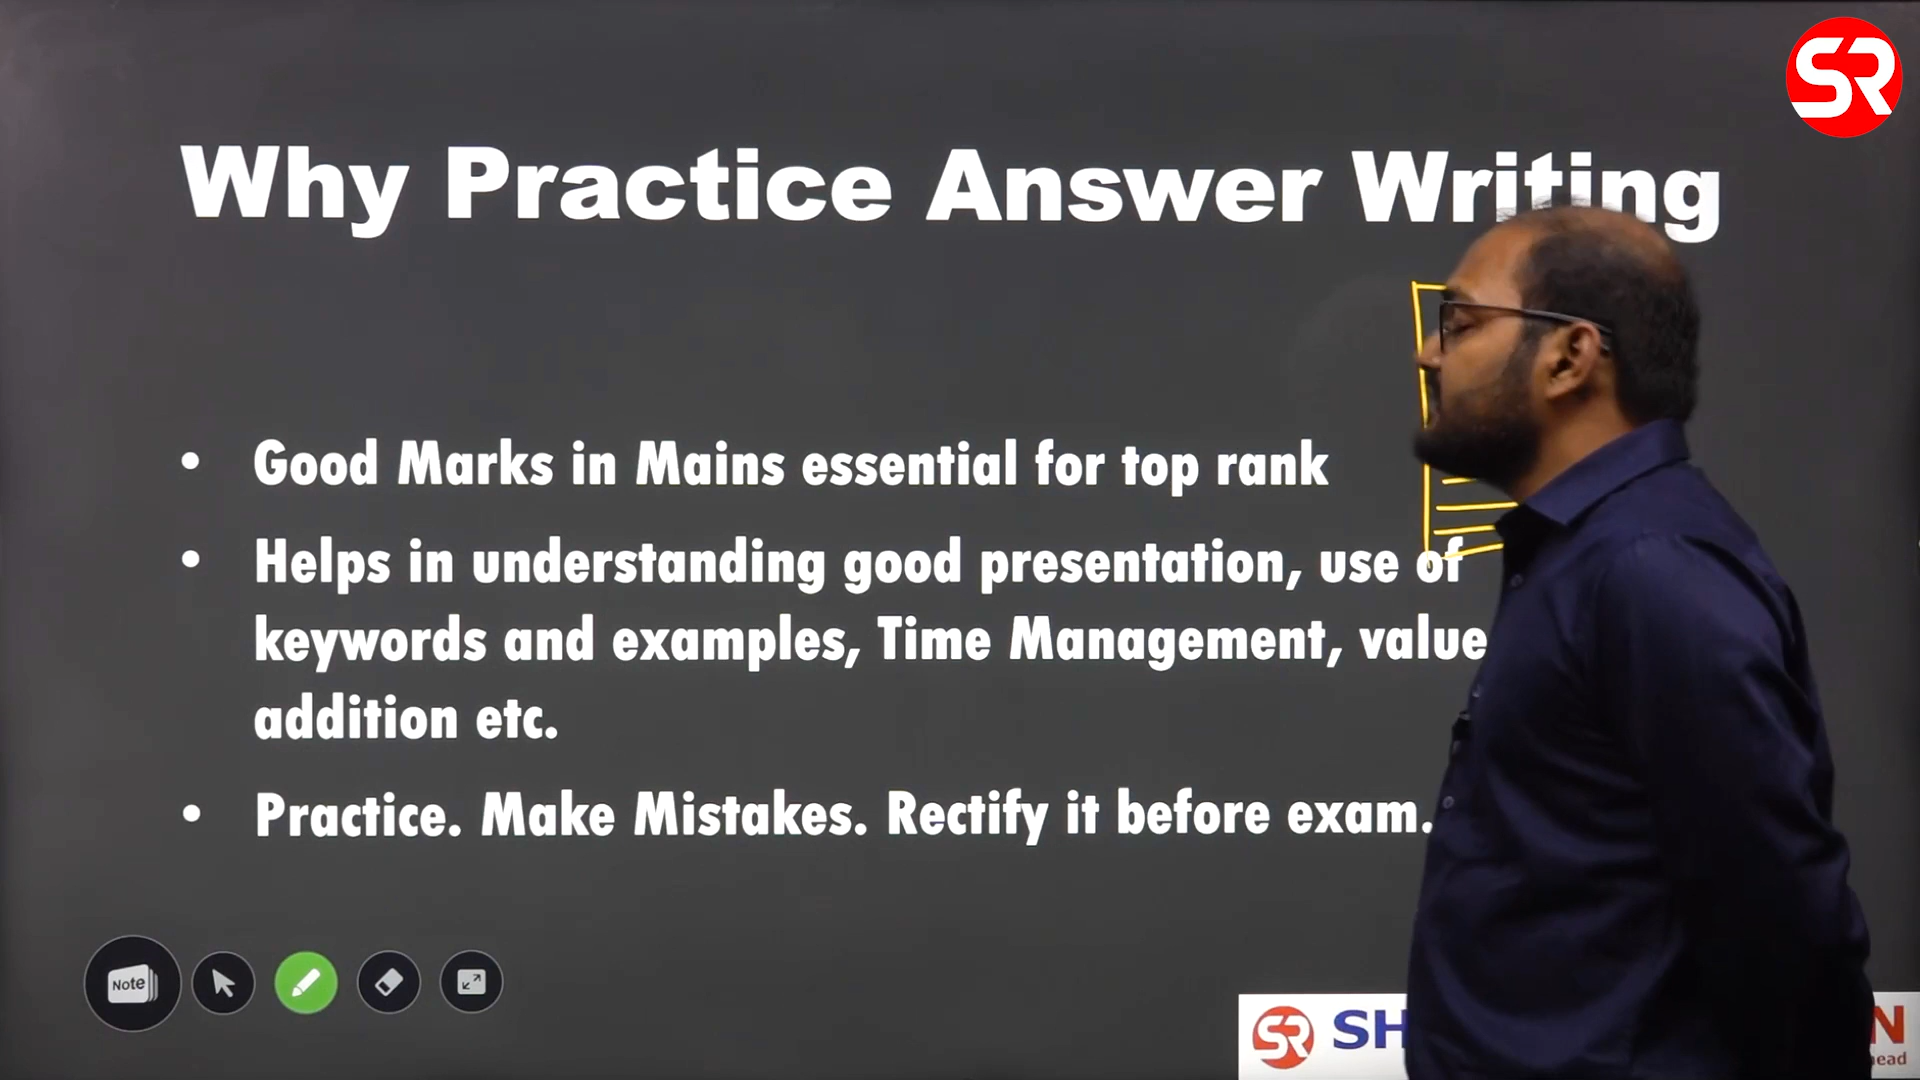 SR
Why Practice Answer Writing
• Good Marks in Mains essential for top rank
• Helps in understanding good presentation, use of
keywords and examples, Time Management, value
addition etc.
• Practice. Make Mistakes. Rectify it before exam.
Note
SR